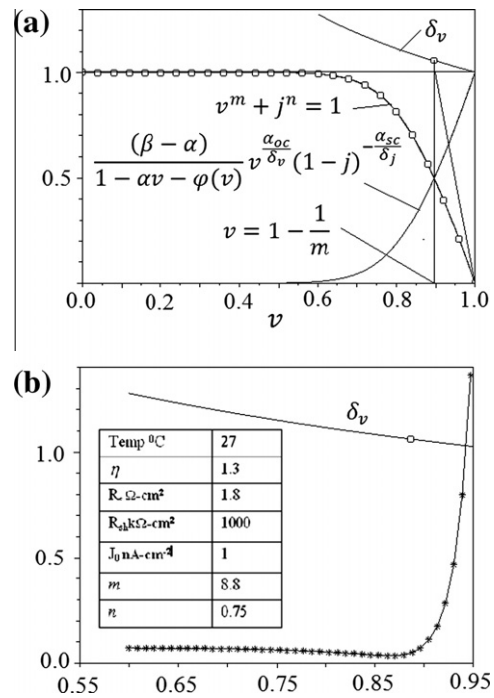 (a)
δ_v
1.0
v^m + j^n = 1
(β − α) / (1 − αv − φ(v)) v^(α_oc/δ_v) (1 − j)^(−α_sc/δ_j)
0.5
v = 1 − 1/m
0.0 0.2 0.4 0.6 0.8 1.0
v
(b)
δ_v
1.0
Temp ⁰C 27
η 1.3
R Ω-cm² 1.8
R_sh kΩ-cm² 1000
0.5
J₀ nA-cm⁻² 1
m 8.8
n 0.75
0.0
0.55 0.65 0.75 0.85 0.95